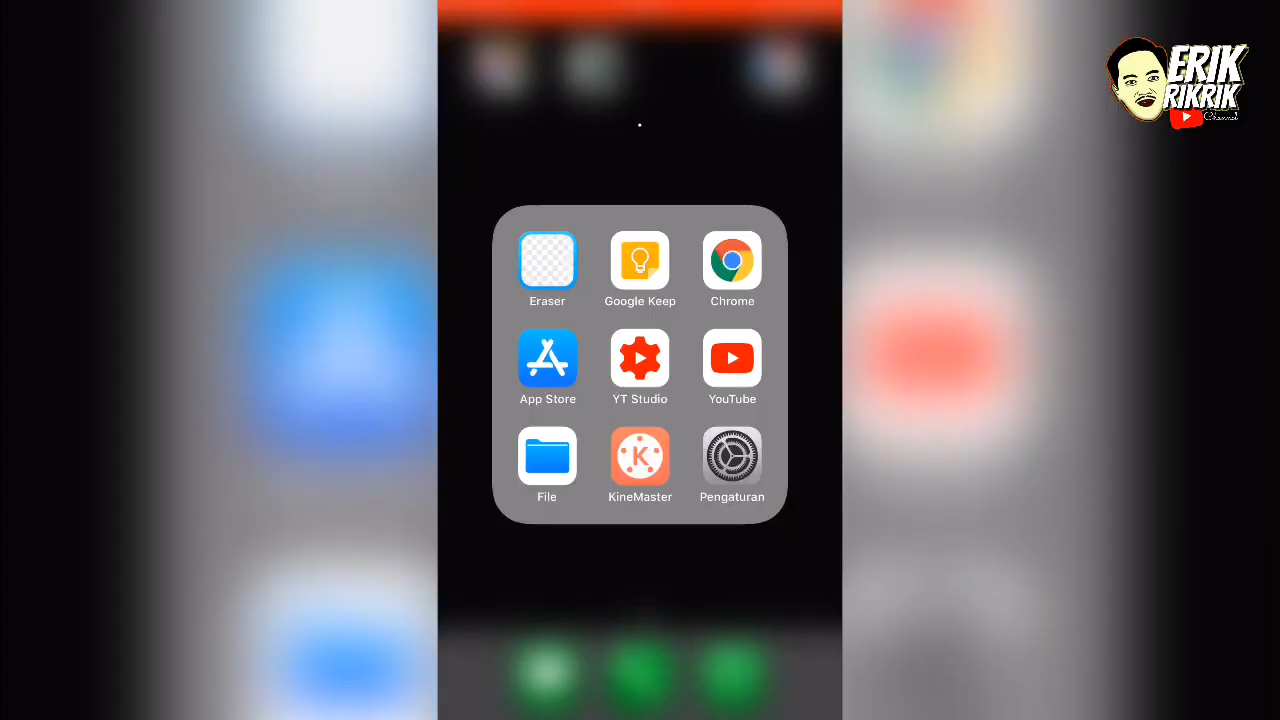 ERIK
RIKRIK
Channel
Eraser
Google Keep
Chrome
App Store
YT Studio
YouTube
File
K
KineMaster
Pengaturan